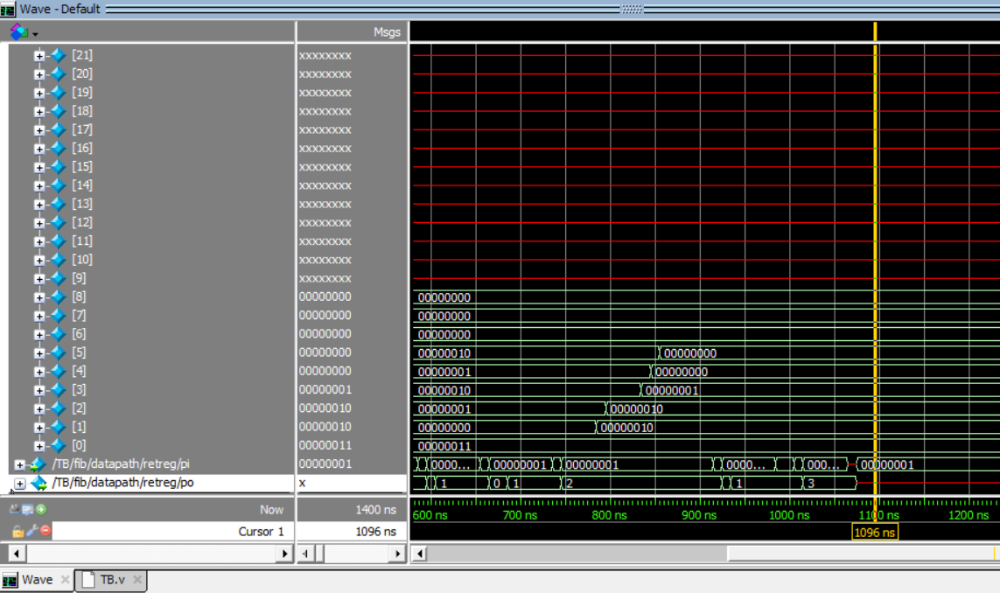 Wave - Default
Msgs
[21] xxxxxxxx
[20] xxxxxxxx
[19] xxxxxxxx
[18] xxxxxxxx
[17] xxxxxxxx
[16] xxxxxxxx
[15] xxxxxxxx
[14] xxxxxxxx
[13] xxxxxxxx
[12] xxxxxxxx
[11] xxxxxxxx
[10] xxxxxxxx
[9] xxxxxxxx
[8] 00000000 00000000
[7] 00000000 00000000
[6] 00000000 00000000
[5] 00000000 00000010 00000000
[4] 00000000 00000001 00000000
[3] 00000001 00000010 00000001
[2] 00000010 00000001 00000010
[1] 00000010 00000000 00000010
[0] 00000011 00000011
/TB/fib/datapath/retreg/pi 00000001 0000... 00000001 00000001 0000... 000... 00000001
/TB/fib/datapath/retreg/po x 1 0 1 2 1 3
Now 1400 ns 600 ns 700 ns 800 ns 900 ns 1000 ns 1100 ns 1200 ns
Cursor 1 1096 ns 1096 ns
Wave TB.v